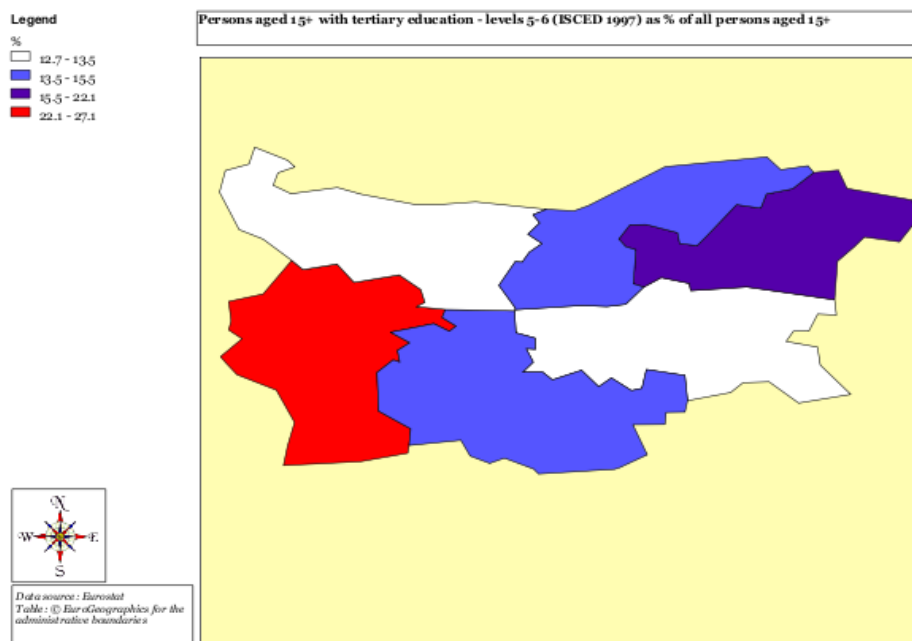 Legend
%
12.7 - 13.5
13.5 - 15.5
15.5 - 22.1
22.1 - 27.1
Persons aged 15+ with tertiary education - levels 5-6 (ISCED 1997) as % of all persons aged 15+
N
W E
S
Data source : Eurostat
Table : © EuroGeographics for the
administrative boundaries